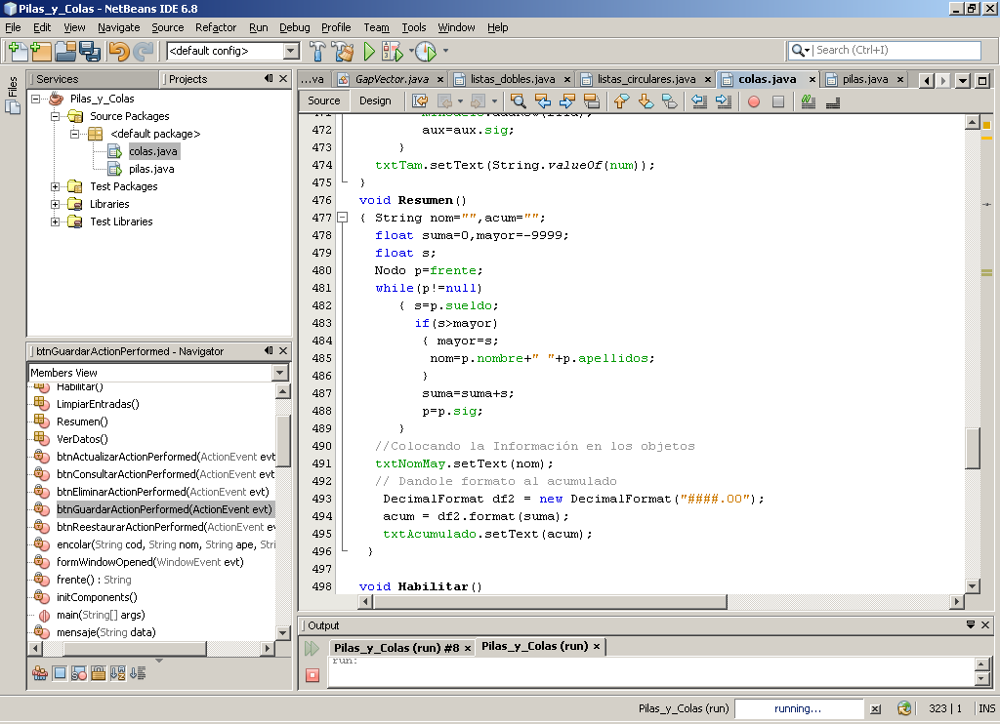 Pilas_y_Colas - NetBeans IDE 6.8
File Edit View Navigate Source Refactor Run Debug Profile Team Tools Window Help
<default config>
Search (Ctrl+I)
Files
Services Projects
Pilas_y_Colas
Source Packages
<default package>
colas.java
pilas.java
Test Packages
Libraries
Test Libraries
btnGuardarActionPerformed - Navigator
Members View
Habilitar()
LimpiarEntradas()
Resumen()
VerDatos()
btnActualizarActionPerformed(ActionEvent evt
btnConsultarActionPerformed(ActionEvent evt
btnEliminarActionPerformed(ActionEvent evt)
btnGuardarActionPerformed(ActionEvent evt)
btnReestaurarActionPerformed(ActionEvent ev
encolar(String cod, String nom, String ape, Stri
formWindowOpened(WindowEvent evt)
frente() : String
initComponents()
main(String[] args)
mensaje(String data)
...va GapVector.java listas_dobles.java listas_circulares.java colas.java pilas.java
Source Design
472 aux=aux.sig;
473 }
474 txtTam.setText(String.valueOf(num));
475 }
476 void Resumen()
477 { String nom="",acum="";
478 float suma=0,mayor=-9999;
479 float s;
480 Nodo p=frente;
481 while(p!=null)
482 { s=p.sueldo;
483 if(s>mayor)
484 { mayor=s;
485 nom=p.nombre+" "+p.apellidos;
486 }
487 suma=suma+s;
488 p=p.sig;
489 }
490 //Colocando la Información en los objetos
491 txtNomMay.setText(nom);
492 // Dandole formato al acumulado
493 DecimalFormat df2 = new DecimalFormat("####.00");
494 acum = df2.format(suma);
495 txtAcumulado.setText(acum);
496 }
497
498 void Habilitar()
Output
Pilas_y_Colas (run) #8 Pilas_y_Colas (run)
run:
Pilas_y_Colas (run) running... 323 | 1 INS